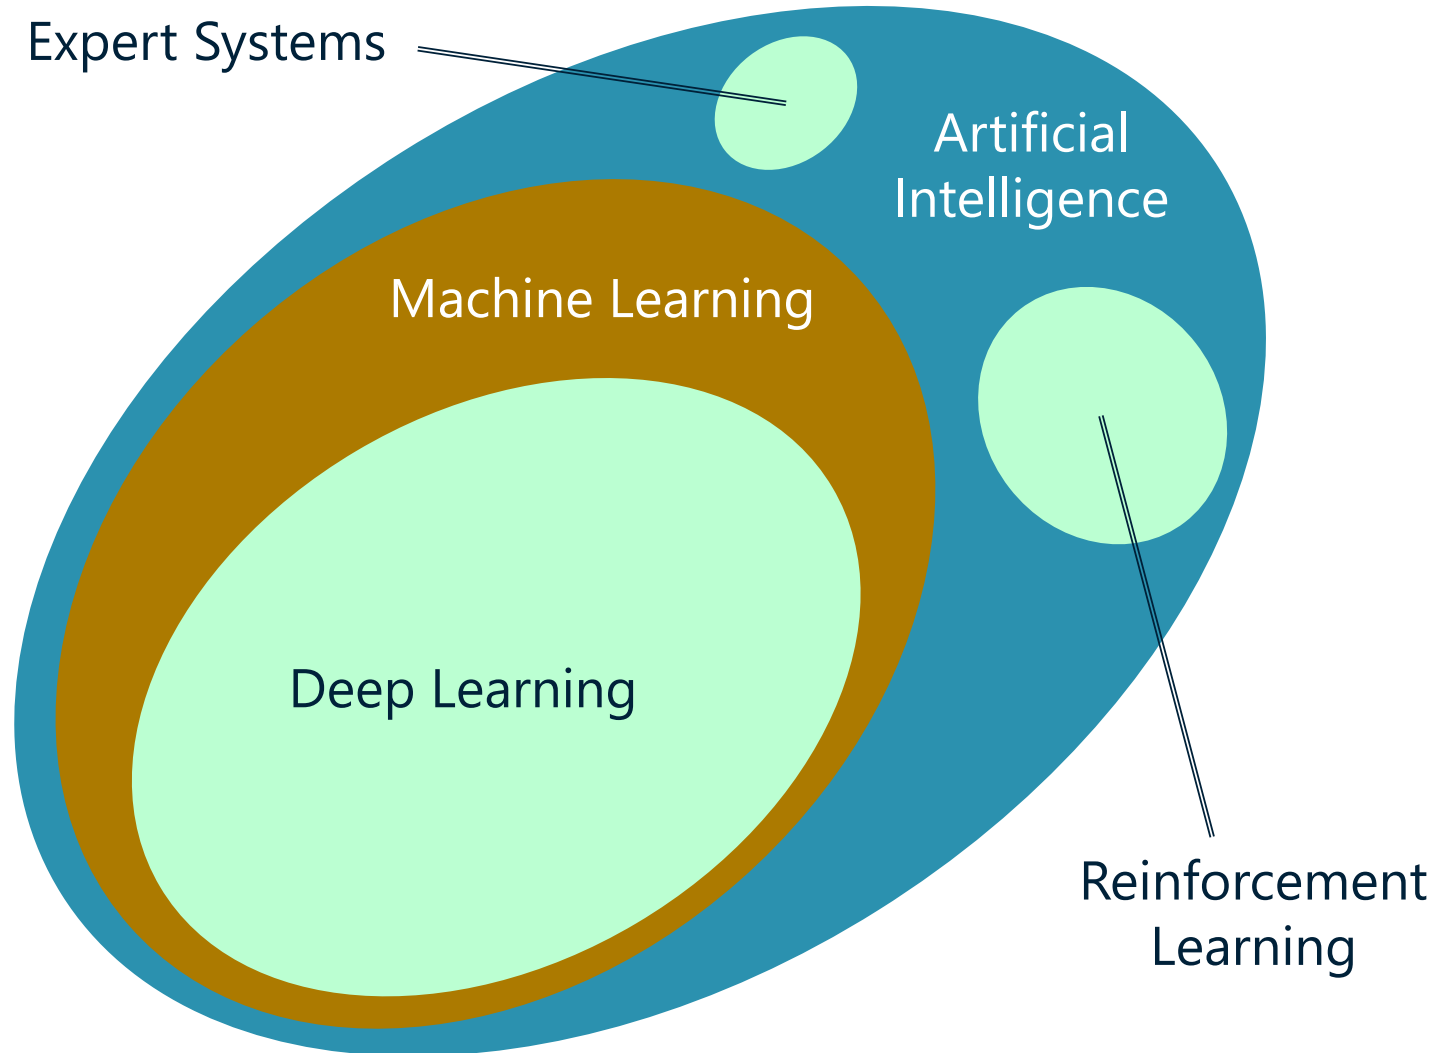 Expert Systems
Artificial
Intelligence
Machine Learning
Deep Learning
Reinforcement
Learning